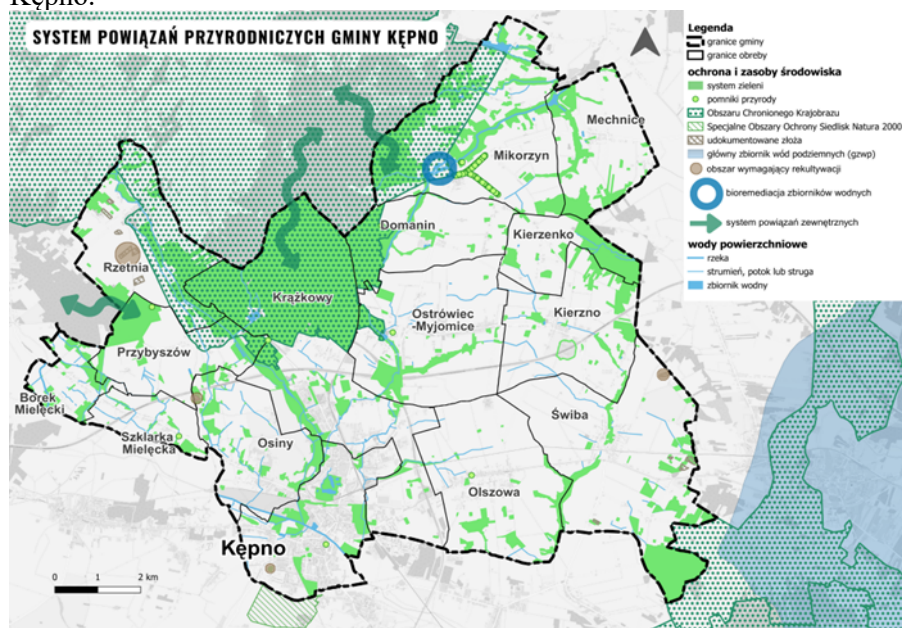 Kępno.
SYSTEM POWIĄZAŃ PRZYRODNICZYCH GMINY KĘPNO
Legenda
granice gminy
granice obręby
ochrona i zasoby środowiska
system zieleni
pomniki przyrody
Obszaru Chronionego Krajobrazu
Specjalne Obszary Ochrony Siedlisk Natura 2000
udokumentowane złoża
główny zbiornik wód podziemnych (gzwp)
obszar wymagający rekultywacji
bioremediacja zbiorników wodnych
system powiązań zewnętrznych
wody powierzchniowe
rzeka
strumień, potok lub struga
zbiornik wodny
Mechnice
Mikorzyn
Domanin
Kierzenko
Rzetnia
Krążkowy
Ostrówiec
-Myjomice
Kierzno
Przybyszów
Borek
Mielęcki
Szklarka
Mielęcka
Osiny
Świba
Olszowa
Kępno
0 1 2 km